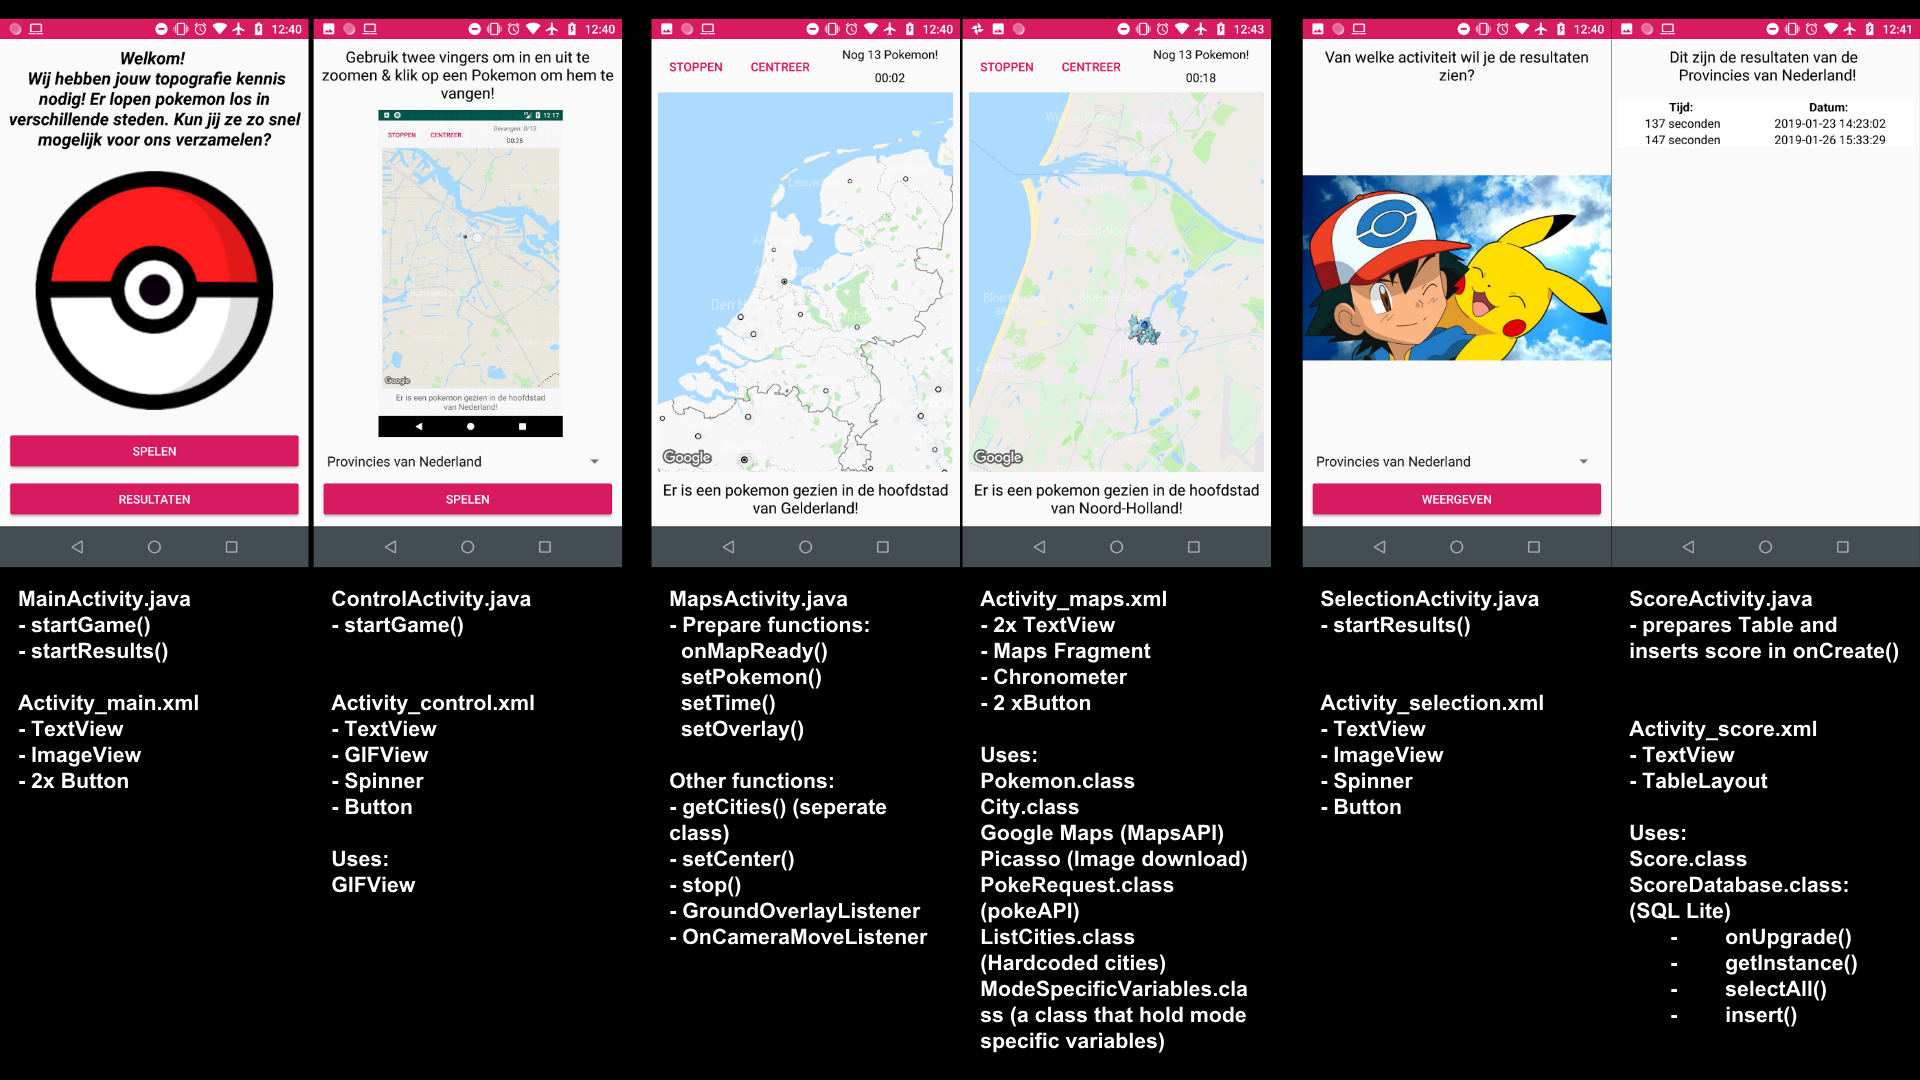 12:40
Welkom!
Wij hebben jouw topografie kennis
nodig! Er lopen pokemon los in
verschillende steden. Kun jij ze zo snel
mogelijk voor ons verzamelen?
SPELEN
RESULTATEN
MainActivity.java
- startGame()
- startResults()
Activity_main.xml
- TextView
- ImageView
- 2x Button
12:40
Gebruik twee vingers om in en uit te
zoomen & klik op een Pokemon om hem te
vangen!
12:17
STOPPEN
CENTREER
Gevangen: 0/13
00:25
Google
Er is een pokemon gezien in de hoofdstad
van Nederland!
Provincies van Nederland
SPELEN
ControlActivity.java
- startGame()
Activity_control.xml
- TextView
- GIFView
- Spinner
- Button
Uses:
GIFView
12:40
STOPPEN
CENTREER
Nog 13 Pokemon!
00:02
Google
Er is een pokemon gezien in de hoofdstad
van Gelderland!
MapsActivity.java
- Prepare functions:
onMapReady()
setPokemon()
setTime()
setOverlay()
Other functions:
- getCities() (seperate
class)
- setCenter()
- stop()
- GroundOverlayListener
- OnCameraMoveListener
12:43
STOPPEN
CENTREER
Nog 13 Pokemon!
00:18
Google
Er is een pokemon gezien in de hoofdstad
van Noord-Holland!
Activity_maps.xml
- 2x TextView
- Maps Fragment
- Chronometer
- 2 xButton
Uses:
Pokemon.class
City.class
Google Maps (MapsAPI)
Picasso (Image download)
PokeRequest.class
(pokeAPI)
ListCities.class
(Hardcoded cities)
ModeSpecificVariables.cla
ss (a class that hold mode
specific variables)
12:40
Van welke activiteit wil je de resultaten
zien?
Provincies van Nederland
WEERGEVEN
SelectionActivity.java
- startResults()
Activity_selection.xml
- TextView
- ImageView
- Spinner
- Button
12:41
Dit zijn de resultaten van de
Provincies van Nederland!
Tijd: Datum:
137 seconden 2019-01-23 14:23:02
147 seconden 2019-01-26 15:33:29
ScoreActivity.java
- prepares Table and
inserts score in onCreate()
Activity_score.xml
- TextView
- TableLayout
Uses:
Score.class
ScoreDatabase.class:
(SQL Lite)
- onUpgrade()
- getInstance()
- selectAll()
- insert()